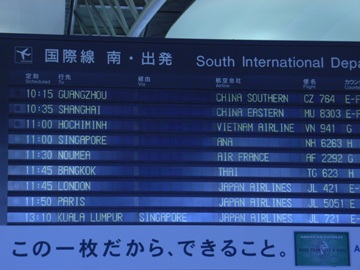 国際線 南・出発 South International Depa
定刻 行先 経由 航空会社 便名 カウン
Scheduled To Via Airline Flight
10:15 GUANGZHOU CHINA SOUTHERN CZ 764 E-F
10:35 SHANGHAI CHINA EASTERN MU 8303 E-F
11:00 HOCHIMINH VIETNAM AIRLINE VN 941 G
11:00 SINGAPORE ANA NH 6263 H
11:30 NOUMEA AIR FRANCE AF 2292 G
11:45 BANGKOK THAI TG 623 H
11:45 LONDON JAPAN AIRLINES JL 421 E-
11:50 PARIS JAPAN AIRLINES JL 5051 E
13:10 KUALA LUMPUR SINGAPORE JAPAN AIRLINES JL 721 E-
この一枚だから、できること。